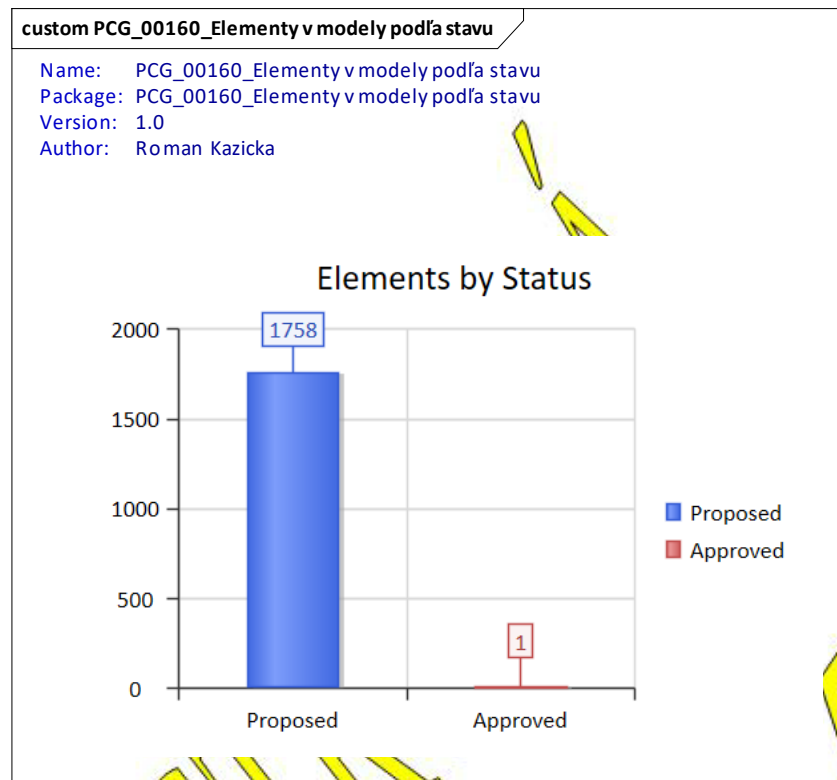 custom PCG_00160_Elementy v modely podľa stavu
Name: PCG_00160_Elementy v modely podľa stavu
Package: PCG_00160_Elementy v modely podľa stavu
Version: 1.0
Author: Roman Kazicka
Elements by Status
2000
1758
1500
1000
Proposed
Approved
500
1
0
Proposed Approved